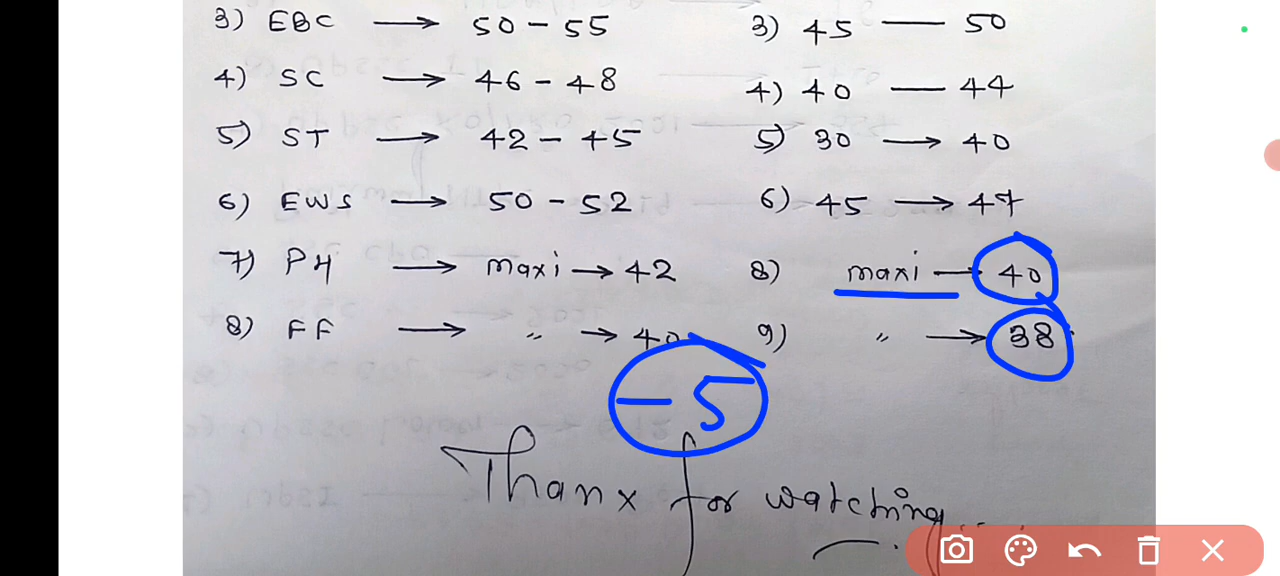 3) EBC → 50 - 55 3) 45 — 50
4) SC → 46 - 48 4) 40 — 44
5) ST → 42 - 45 5) 30 → 40
6) EWS → 50 - 52 6) 45 → 47
7) PH → maxi → 42 8) maxi → 40
8) FF → " → 40 9) " → 38
- 5
Thanx for watching